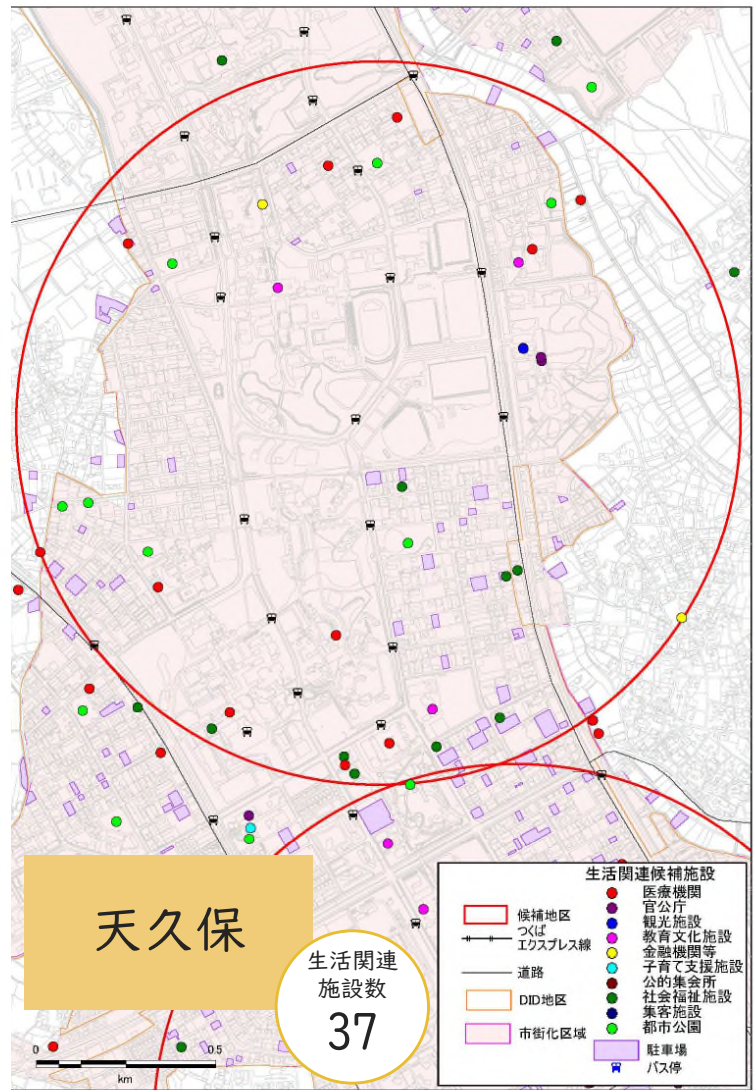 天久保
生活関連
施設数
37
0
0.5
km
候補地区
つくば
エクスプレス線
道路
DID地区
市街化区域
生活関連候補施設
医療機関
官公庁
観光施設
教育文化施設
金融機関等
子育て支援施設
公的集会所
社会福祉施設
集客施設
都市公園
駐車場
バス停